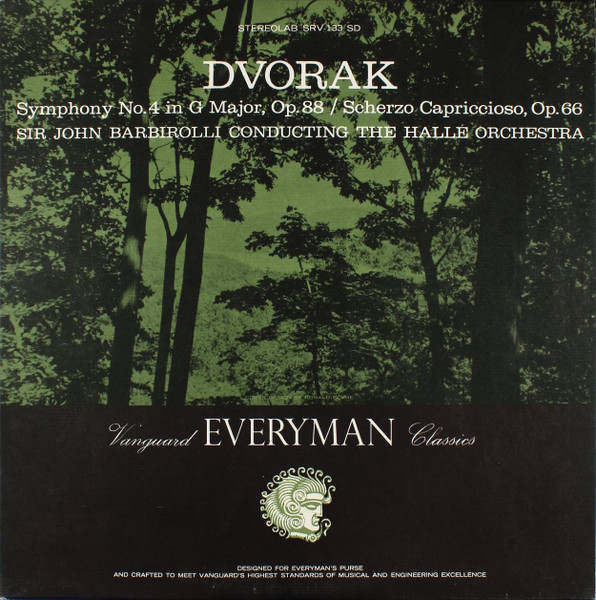 STEREOLAB SRV-133 SD
DVORAK
Symphony No. 4 in G Major, Op. 88 / Scherzo Capriccioso, Op. 66
SIR JOHN BARBIROLLI CONDUCTING THE HALLÉ ORCHESTRA
Vanguard EVERYMAN Classics
DESIGNED FOR EVERYMAN'S PURSE
AND CRAFTED TO MEET VANGUARD'S HIGHEST STANDARDS OF MUSICAL AND ENGINEERING EXCELLENCE